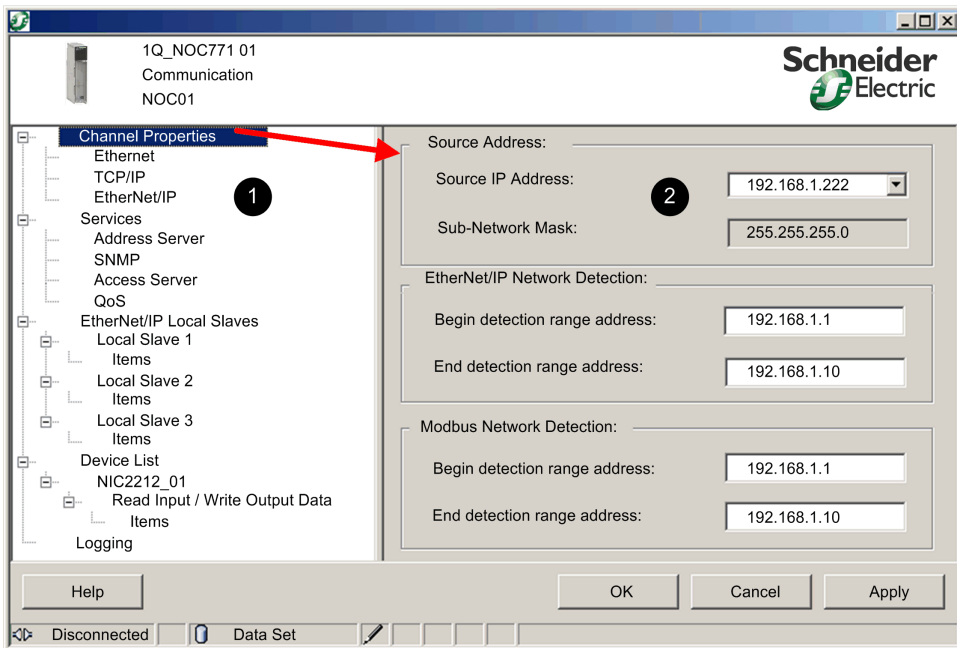 1Q_NOC771 01
Communication
NOC01
Schneider
Electric
Channel Properties
Ethernet
TCP/IP
EtherNet/IP
1
Services
Address Server
SNMP
Access Server
QoS
EtherNet/IP Local Slaves
Local Slave 1
Items
Local Slave 2
Items
Local Slave 3
Items
Device List
NIC2212_01
Read Input / Write Output Data
Items
Logging
Source Address:
Source IP Address: 2 192.168.1.222
Sub-Network Mask: 255.255.255.0
EtherNet/IP Network Detection:
Begin detection range address: 192.168.1.1
End detection range address: 192.168.1.10
Modbus Network Detection:
Begin detection range address: 192.168.1.1
End detection range address: 192.168.1.10
Help OK Cancel Apply
Disconnected Data Set